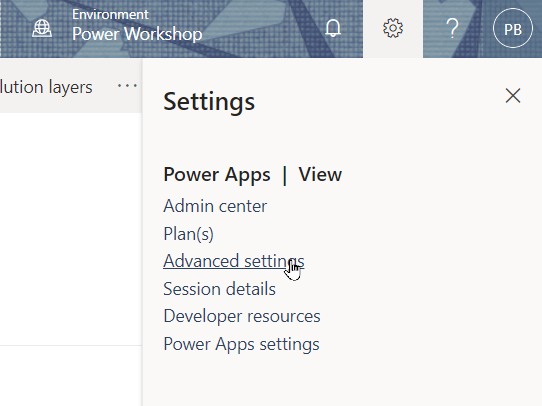 Environment
Power Workshop
?
PB
lution layers ...
Settings
Power Apps | View
Admin center
Plan(s)
Advanced settings
Session details
Developer resources
Power Apps settings